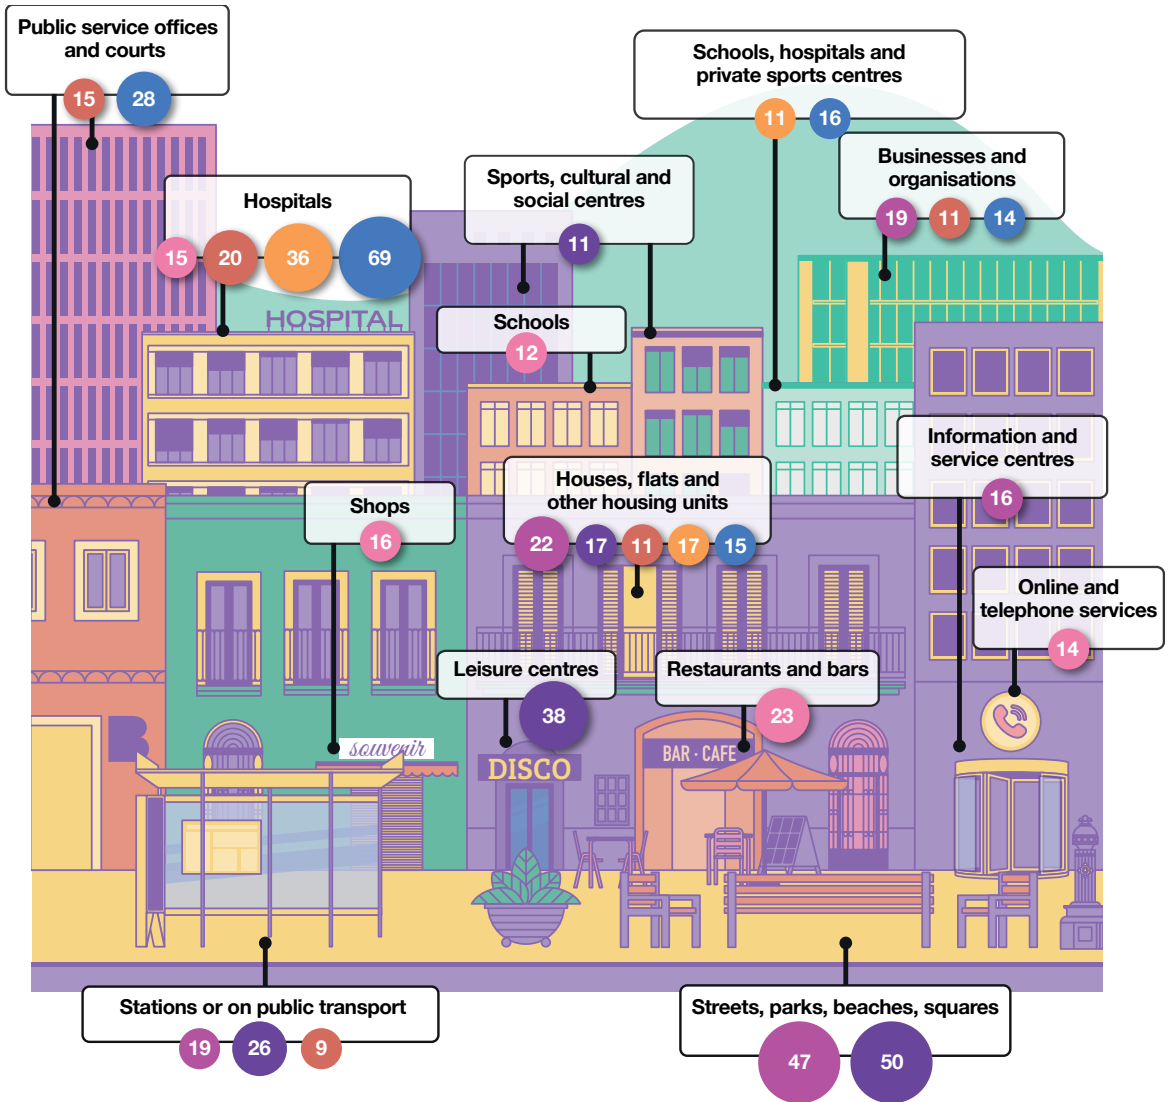 Public service offices
and courts
15 28
Schools, hospitals and
private sports centres
11 16
Businesses and
organisations
19 11 14
Sports, cultural and
social centres
11
Hospitals
15 20 36 69
HOSPITAL
Schools
12
Information and
service centres
16
Houses, flats and
other housing units
22 17 11 17 15
Shops
16
Online and
telephone services
14
Leisure centres
38
Restaurants and bars
23
B
souvenir
DISCO
BAR · CAFE
Stations or on public transport
19 26 9
Streets, parks, beaches, squares
47 50